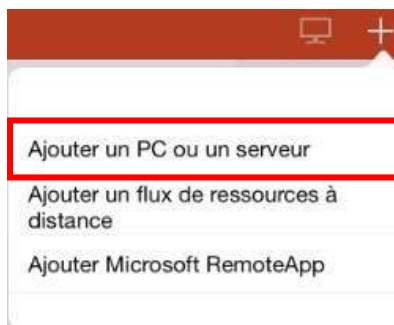 Ajouter un PC ou un serveur
Ajouter un flux de ressources à
distance
Ajouter Microsoft RemoteApp